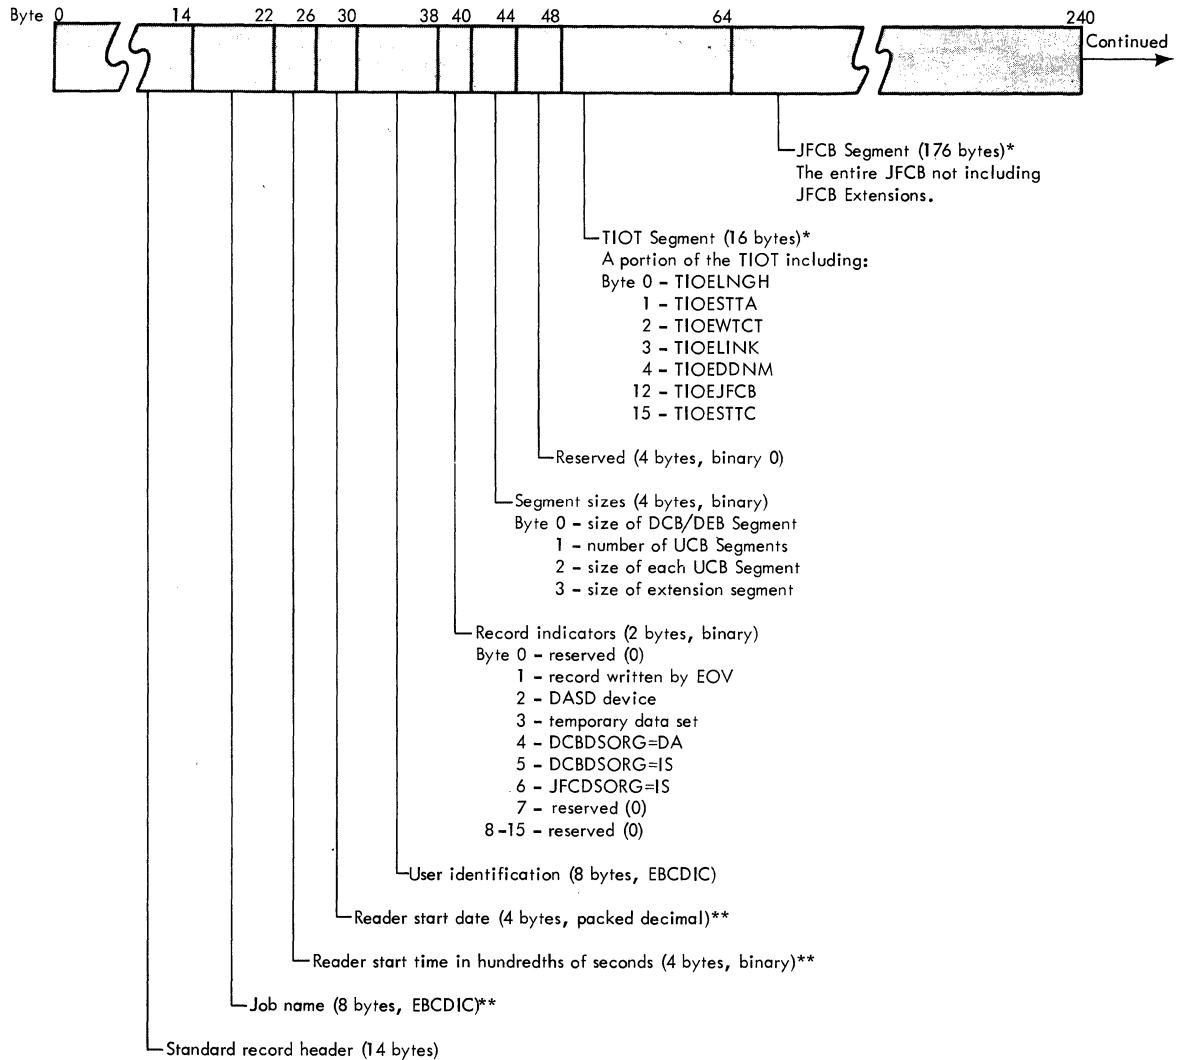 Byte 0 14 22 26 30 38 40 44 48 64 240
Continued
JFCB Segment (176 bytes)*
The entire JFCB not including
JFCB Extensions.
TIOT Segment (16 bytes)*
A portion of the TIOT including:
Byte 0 - TIOELNGH
1 - TIOESTTA
2 - TIOEWTCT
3 - TIOELINK
4 - TIOEDDNM
12 - TIOEJFCB
15 - TIOESTTC
Reserved (4 bytes, binary 0)
Segment sizes (4 bytes, binary)
Byte 0 - size of DCB/DEB Segment
1 - number of UCB Segments
2 - size of each UCB Segment
3 - size of extension segment
Record indicators (2 bytes, binary)
Byte 0 - reserved (0)
1 - record written by EOV
2 - DASD device
3 - temporary data set
4 - DCBDSORG=DA
5 - DCBDSORG=IS
6 - JFCDSORG=IS
7 - reserved (0)
8-15 - reserved (0)
User identification (8 bytes, EBCDIC)
Reader start date (4 bytes, packed decimal)**
Reader start time in hundredths of seconds (4 bytes, binary)**
Job name (8 bytes, EBCDIC)**
Standard record header (14 bytes)